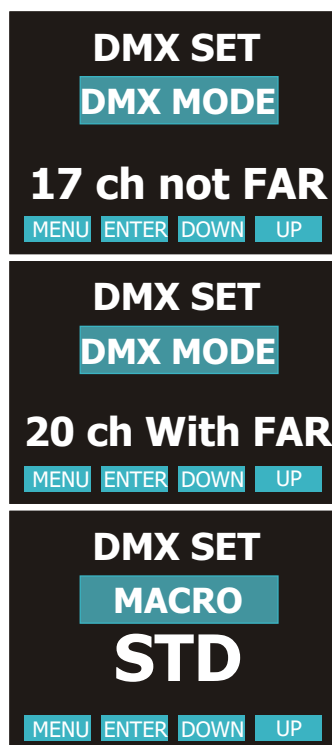 DMX SET
DMX MODE
17 ch not FAR
MENU ENTER DOWN UP
DMX SET
DMX MODE
20 ch With FAR
MENU ENTER DOWN UP
DMX SET
MACRO
STD
MENU ENTER DOWN UP